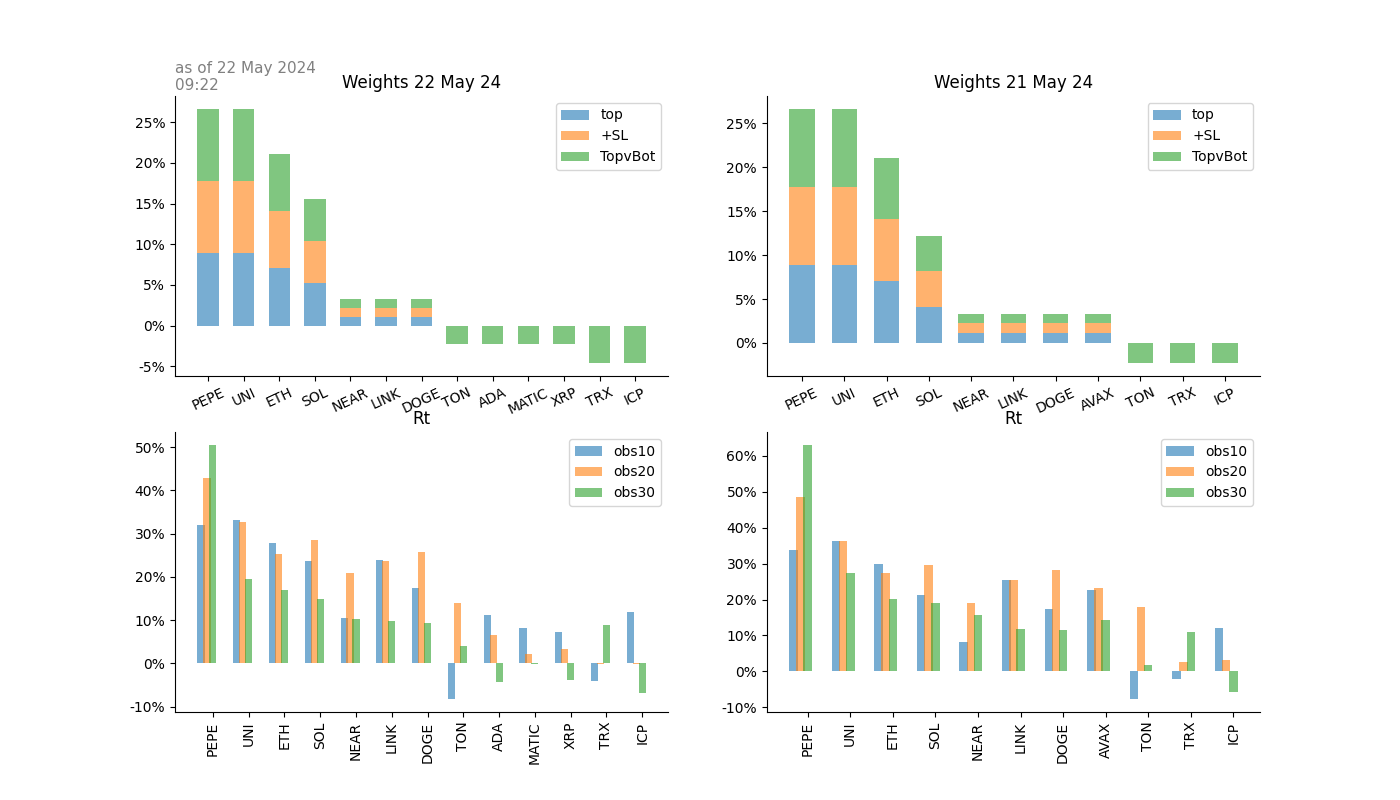 as of 22 May 2024
09:22
Weights 22 May 24
25%
20%
15%
10%
5%
0%
-5%
top
+SL
TopvBot
PEPE UNI ETH SOL NEAR LINK DOGE TON ADA MATIC XRP TRX ICP
Weights 21 May 24
25%
20%
15%
10%
5%
0%
top
+SL
TopvBot
PEPE UNI ETH SOL NEAR LINK DOGE AVAX TON TRX ICP
Rt
50%
40%
30%
20%
10%
0%
-10%
obs10
obs20
obs30
PEPE UNI ETH SOL NEAR LINK DOGE TON ADA MATIC XRP TRX ICP
Rt
60%
50%
40%
30%
20%
10%
0%
-10%
obs10
obs20
obs30
PEPE UNI ETH SOL NEAR LINK DOGE AVAX TON TRX ICP